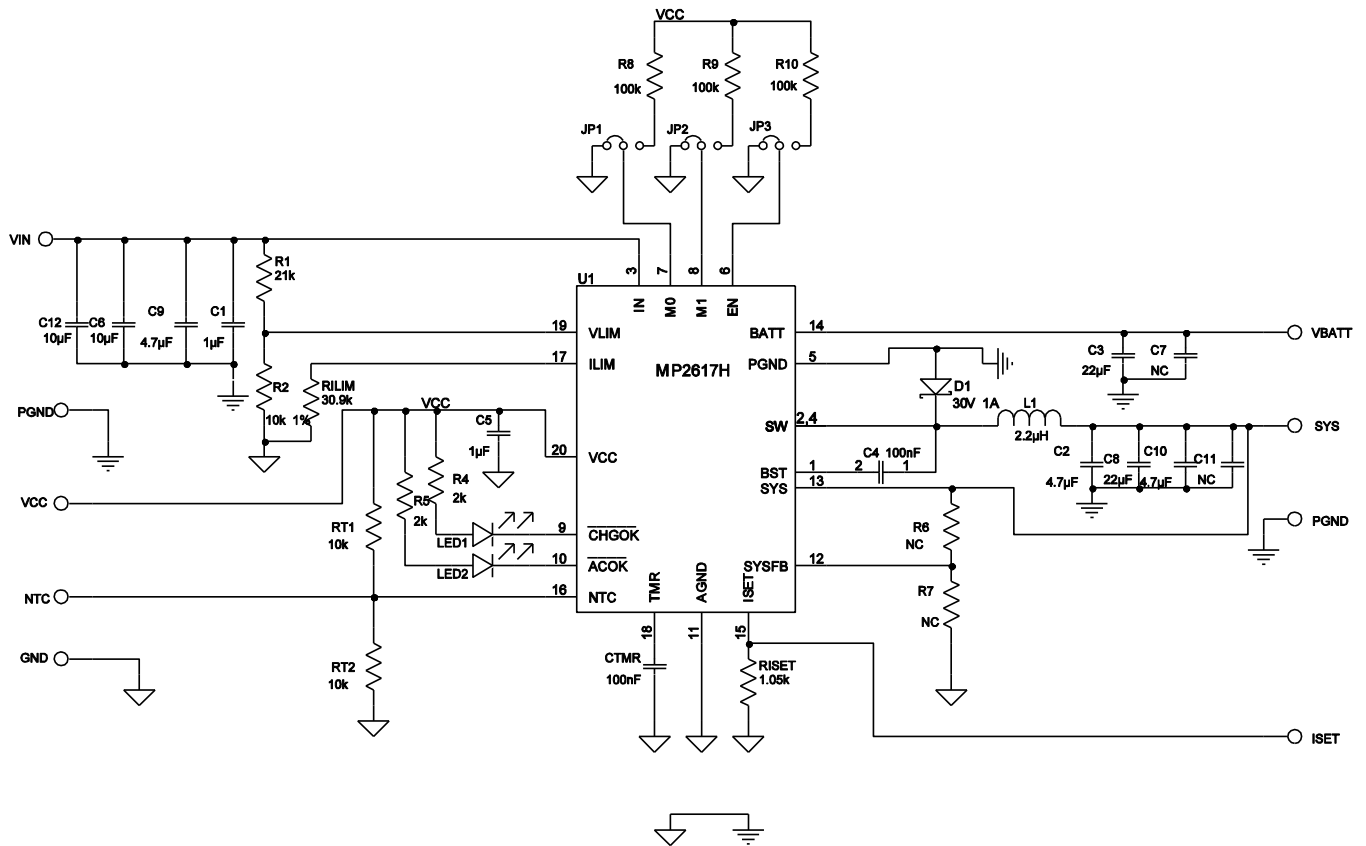 VCC
R8
100k
R9
100k
R10
100k
JP1
JP2
JP3
VIN
R1
21k
C12
10µF
C6
10µF
C9
4.7µF
C1
1µF
R2
10k 1%
RILIM
30.9k
PGND
VCC
C5
1µF
VCC
R4
2k
R5
2k
RT1
10k
LED1
LED2
NTC
GND
RT2
10k
U1
3
7
8
6
IN
M0
M1
EN
19
VLIM
17
ILIM
MP2617H
20
VCC
9
CHGOK
10
ACOK
16
NTC
BATT
14
PGND
5
SW
2,4
BST
1
SYS
13
SYSFB
12
TMR
AGND
ISET
18
11
15
CTMR
100nF
RISET
1.05k
VBATT
C3
22µF
C7
NC
D1
30V 1A
L1
2.2µH
SYS
C4 100nF
2
1
C2
4.7µF
C8
22µF
C10
4.7µF
C11
NC
R6
NC
PGND
R7
NC
ISET